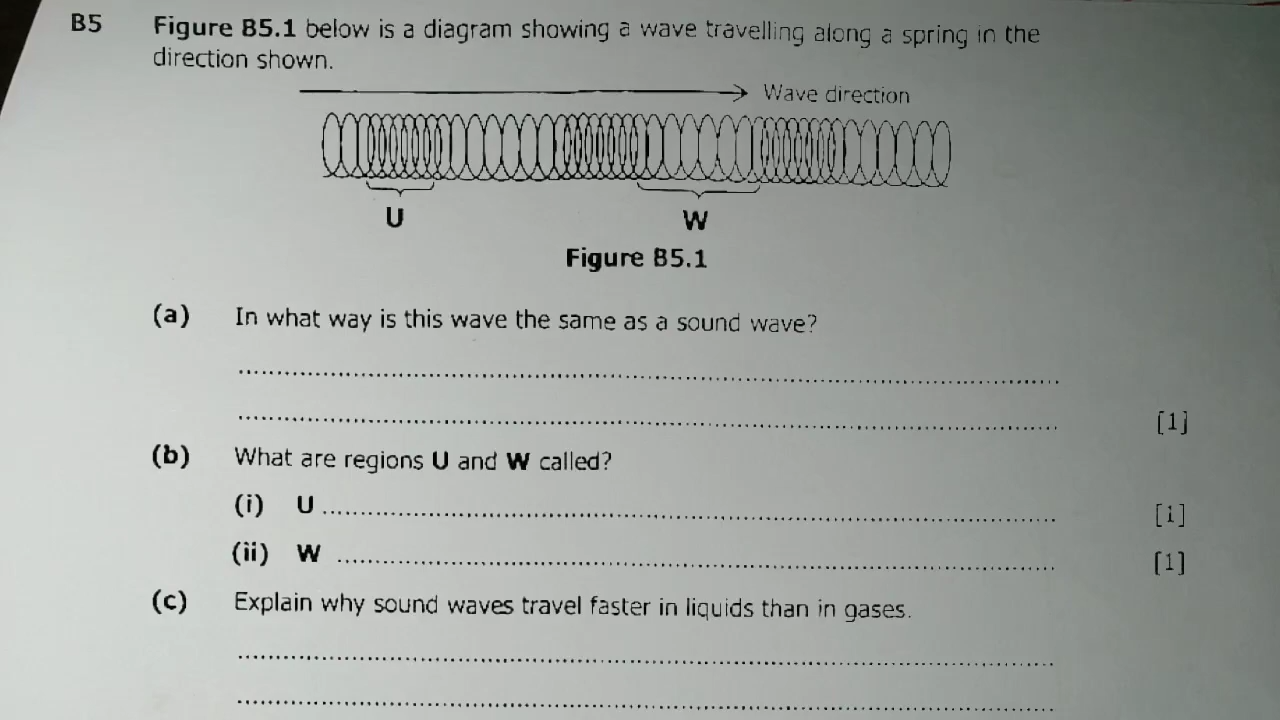 B5 Figure B5.1 below is a diagram showing a wave travelling along a spring in the
direction shown.
Wave direction
U W
Figure B5.1
(a) In what way is this wave the same as a sound wave?
[1]
(b) What are regions U and W called?
(i) U [1]
(ii) W [1]
(c) Explain why sound waves travel faster in liquids than in gases.